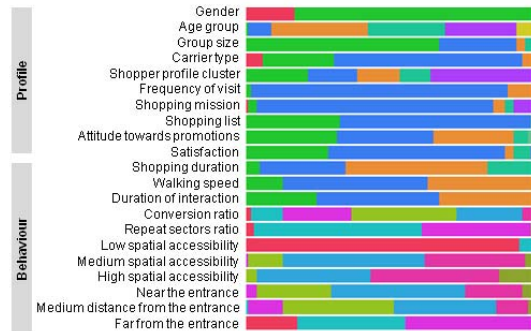 Profile
Gender
Age group
Group size
Carrier type
Shopper profile cluster
Frequency of visit
Shopping mission
Shopping list
Attitude towards promotions
Satisfaction
Behaviour
Shopping duration
Walking speed
Duration of interaction
Conversion ratio
Repeat sectors ratio
Low spatial accessibility
Medium spatial accessibility
High spatial accessibility
Near the entrance
Medium distance from the entrance
Far from the entrance